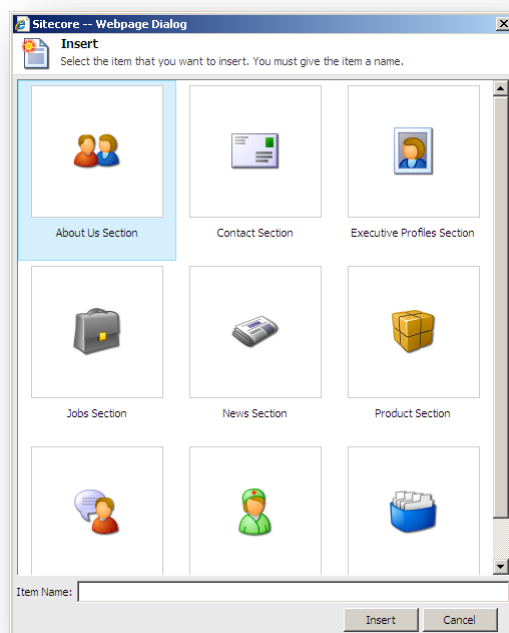 Sitecore -- Webpage Dialog
Insert
Select the item that you want to insert. You must give the item a name.
About Us Section
Contact Section
Executive Profiles Section
Jobs Section
News Section
Product Section
Item Name:
Insert
Cancel